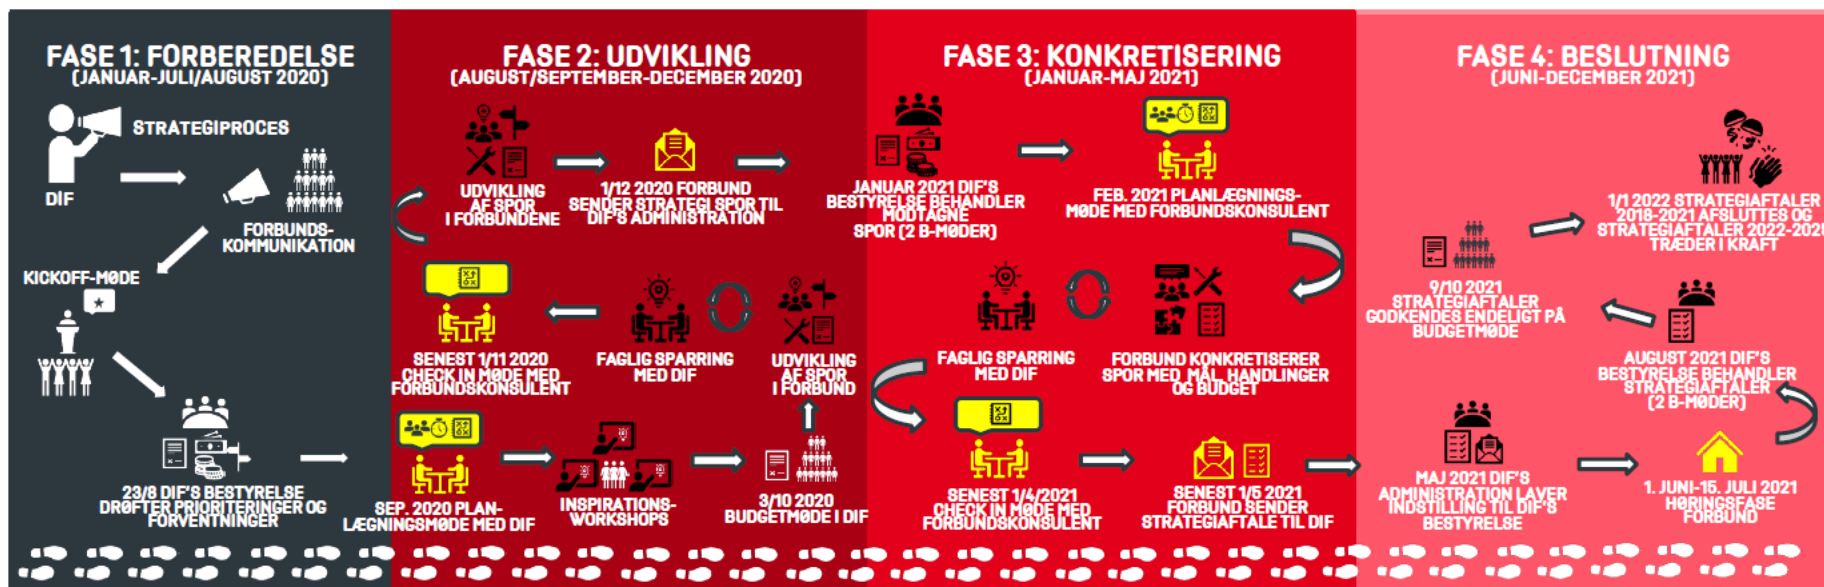 FASE 1: FORBEREDELSE
(JANUAR-JULI/AUGUST 2020)
STRATEGIPROCES
DIF
FORBUNDS-
KOMMUNIKATION
KICKOFF-MØDE
23/8 DIF'S BESTYRELSE
DRØFTER PRIORITERINGER OG
FORVENTNINGER
FASE 2: UDVIKLING
(AUGUST/SEPTEMBER-DECEMBER 2020)
SEP. 2020 PLAN-
LÆGNINGSMØDE MED DIF
INSPIRATIONS-
WORKSHOPS
3/10 2020
BUDGETMØDE I DIF
UDVIKLING
AF SPOR
I FORBUND
FAGLIG SPARRING
MED DIF
SENEST 1/11 2020
CHECK IN MØDE MED
FORBUNDSKONSULENT
UDVIKLING
AF SPOR
I FORBUNDENE
1/12 2020 FORBUND
SENDER STRATEGI SPOR TIL
DIF'S ADMINISTRATION
FASE 3: KONKRETISERING
(JANUAR-MAJ 2021)
JANUAR 2021 DIF'S
BESTYRELSE BEHANDLER
MODTAGNE
SPOR (2 B-MØDER)
FEB. 2021 PLANLÆGNINGS-
MØDE MED FORBUNDSKONSULENT
FORBUND KONKRETISERER
SPOR MED MÅL, HANDLINGER
OG BUDGET
FAGLIG SPARRING
MED DIF
SENEST 1/4/2021
CHECK IN MØDE MED
FORBUNDSKONSULENT
SENEST 1/5 2021
FORBUND SENDER
STRATEGIAFTALE TIL DIF
FASE 4: BESLUTNING
(JUNI-DECEMBER 2021)
MAJ 2021 DIF'S
ADMINISTRATION LAVER
INDSTILLING TIL DIF'S
BESTYRELSE
1. JUNI-15. JULI 2021
HØRINGSFASE
FORBUND
AUGUST 2021 DIF'S
BESTYRELSE BEHANDLER
STRATEGIAFTALER
(2 B-MØDER)
9/10 2021
STRATEGIAFTALER
GODKENDES ENDELIGT PÅ
BUDGETMØDE
1/1 2022 STRATEGIAFTALER
2018-2021 AFSLUTTES OG
STRATEGIAFTALER 2022-2025
TRÆDER I KRAFT